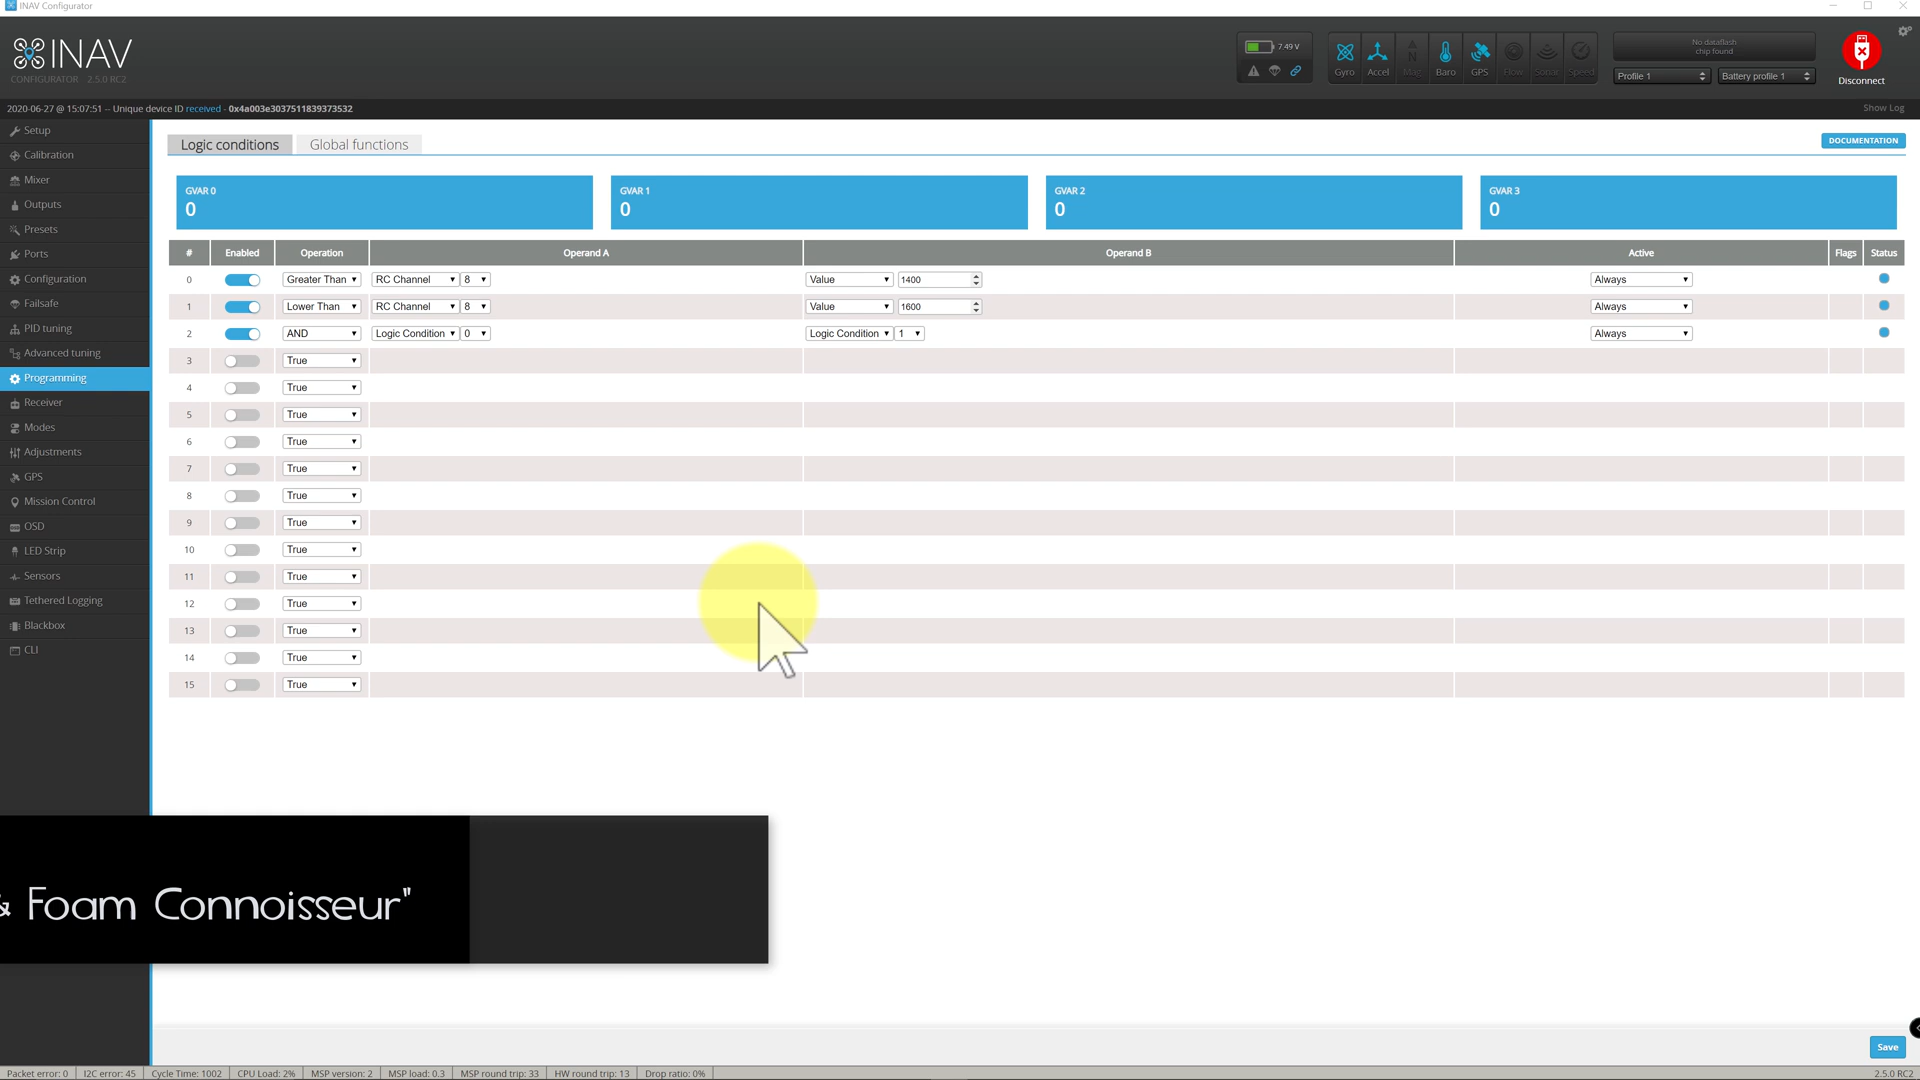 INAV Configurator
INAV
CONFIGURATOR 2.5.0 RC2
7.49 V
Gyro Accel Mag Baro GPS Flow Sonar Speed
No dataflash
chip found
Profile 1 Battery profile 1
Disconnect
2020-06-27 @ 15:07:51 -- Unique device ID received - 0x4a003e3037511839373532
Show Log
Setup
Calibration
Mixer
Outputs
Presets
Ports
Configuration
Failsafe
PID tuning
Advanced tuning
Programming
Receiver
Modes
Adjustments
GPS
Mission Control
OSD
LED Strip
Sensors
Tethered Logging
Blackbox
CLI
Logic conditions Global functions
DOCUMENTATION
GVAR 0 GVAR 1 GVAR 2 GVAR 3
0 0 0 0
# Enabled Operation Operand A Operand B Active Flags Status
0 Greater Than RC Channel 8 Value 1400 Always
1 Lower Than RC Channel 8 Value 1600 Always
2 AND Logic Condition 0 Logic Condition 1 Always
3 True
4 True
5 True
6 True
7 True
8 True
9 True
10 True
11 True
12 True
13 True
14 True
15 True
& Foam Connoisseur"
Save
Packet error: 0 I2C error: 45 Cycle Time: 1002 CPU Load: 2% MSP version: 2 MSP load: 0.3 MSP round trip: 33 HW round trip: 13 Drop ratio: 0% 2.5.0 RC2